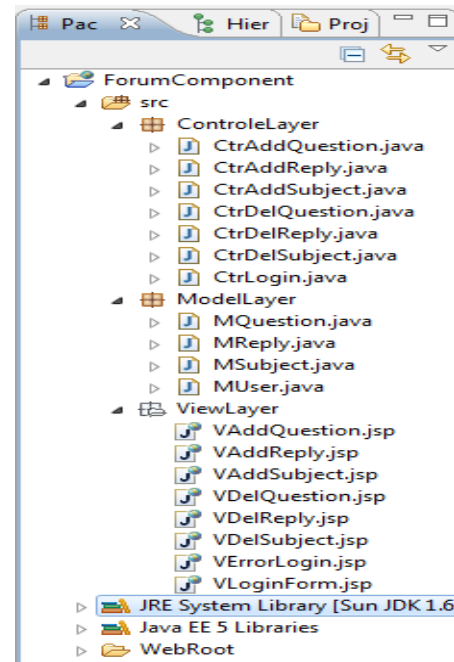 Pac Hier Proj
ForumComponent
src
ControleLayer
CtrAddQuestion.java
CtrAddReply.java
CtrAddSubject.java
CtrDelQuestion.java
CtrDelReply.java
CtrDelSubject.java
CtrLogin.java
ModelLayer
MQuestion.java
MReply.java
MSubject.java
MUser.java
ViewLayer
VAddQuestion.jsp
VAddReply.jsp
VAddSubject.jsp
VDelQuestion.jsp
VDelReply.jsp
VDelSubject.jsp
VErrorLogin.jsp
VLoginForm.jsp
JRE System Library [Sun JDK 1.6
Java EE 5 Libraries
WebRoot